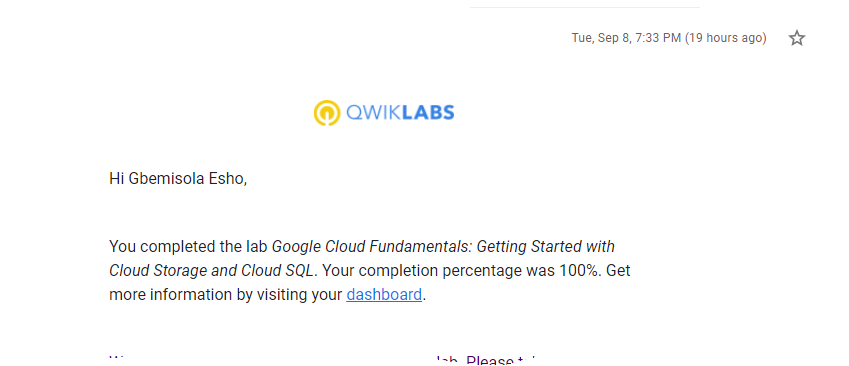 Tue, Sep 8, 7:33 PM (19 hours ago)
QWIKLABS
Hi Gbemisola Esho,
You completed the lab Google Cloud Fundamentals: Getting Started with
Cloud Storage and Cloud SQL. Your completion percentage was 100%. Get
more information by visiting your dashboard.
lab. Please